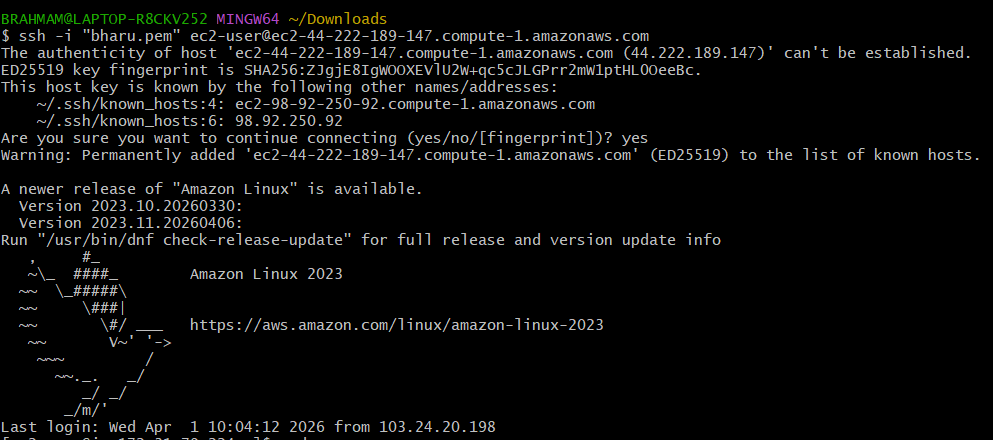 BRAHMAM@LAPTOP-R8CKV252 MINGW64 ~/Downloads
$ ssh -i "bharu.pem" ec2-user@ec2-44-222-189-147.compute-1.amazonaws.com
The authenticity of host 'ec2-44-222-189-147.compute-1.amazonaws.com (44.222.189.147)' can't be established.
ED25519 key fingerprint is SHA256:ZJgjE8IgWOOXEVlU2W+qc5cJLGPrr2mW1ptHLOOeeBc.
This host key is known by the following other names/addresses:
    ~/.ssh/known_hosts:4: ec2-98-92-250-92.compute-1.amazonaws.com
    ~/.ssh/known_hosts:6: 98.92.250.92
Are you sure you want to continue connecting (yes/no/[fingerprint])? yes
Warning: Permanently added 'ec2-44-222-189-147.compute-1.amazonaws.com' (ED25519) to the list of known hosts.
A newer release of "Amazon Linux" is available.
  Version 2023.10.20260330:
  Version 2023.11.20260406:
Run "/usr/bin/dnf check-release-update" for full release and version update info
   ,     #_
   ~\_  ####_        Amazon Linux 2023
  ~~  \_#####\
  ~~     \###|
  ~~       \#/ ___   https://aws.amazon.com/linux/amazon-linux-2023
   ~~       V~' '->
    ~~~         /
      ~~._.   _/
         _/ _/
       _/m/'
Last login: Wed Apr  1 10:04:12 2026 from 103.24.20.198